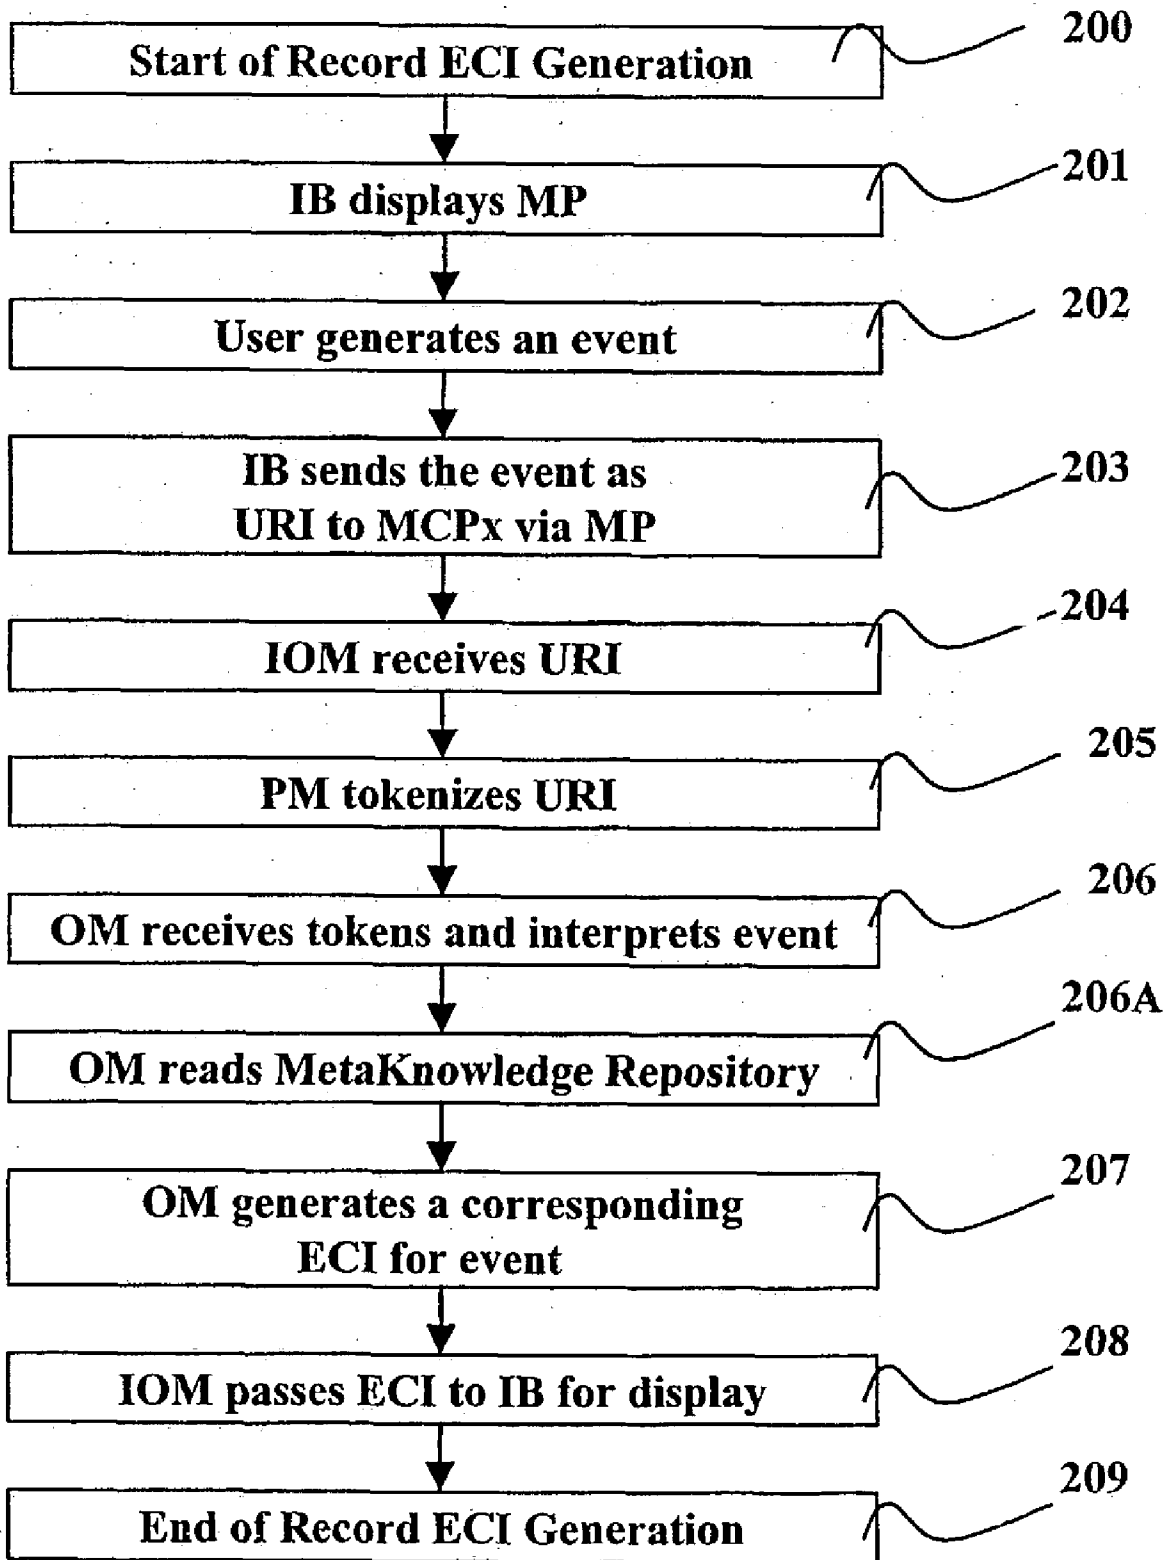 Start of Record ECI Generation
200
IB displays MP
201
User generates an event
202
IB sends the event as
URI to MCPx via MP
203
IOM receives URI
204
PM tokenizes URI
205
OM receives tokens and interprets event
206
OM reads MetaKnowledge Repository
206A
OM generates a corresponding
ECI for event
207
IOM passes ECI to IB for display
208
End of Record ECI Generation
209